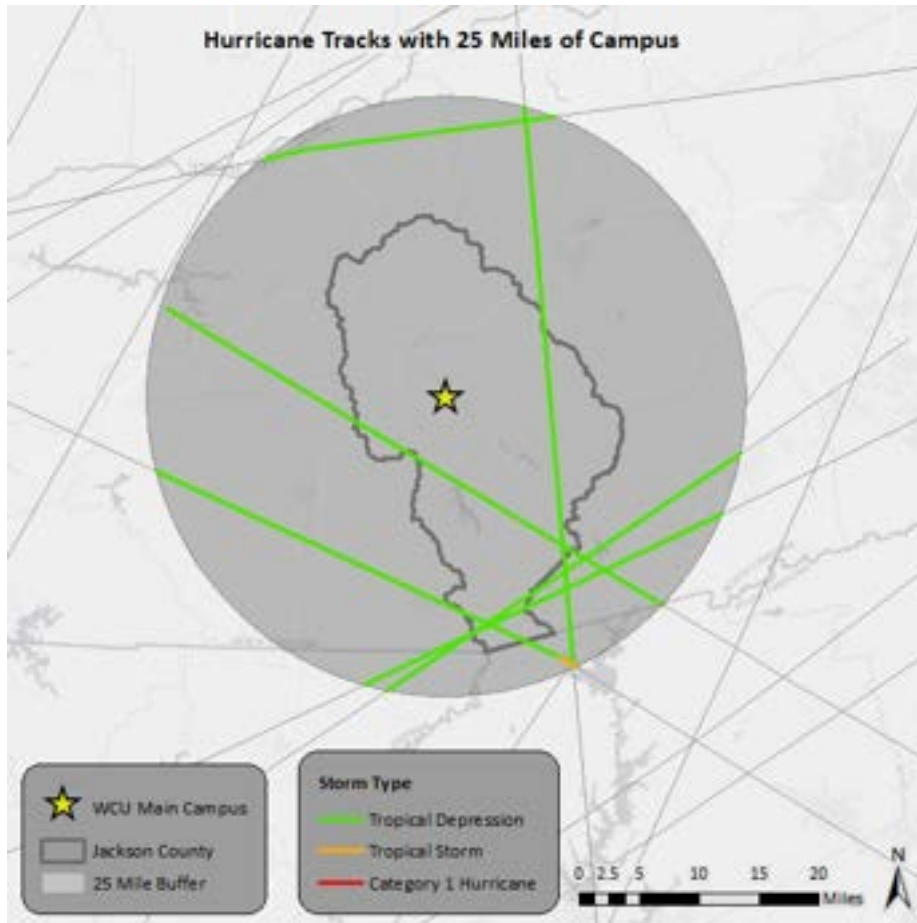 Hurricane Tracks with 25 Miles of Campus
WCU Main Campus
Jackson County
25 Mile Buffer
Storm Type
Tropical Depression
Tropical Storm
Category 1 Hurricane
0 2.5 5 10 15 20
Miles
N